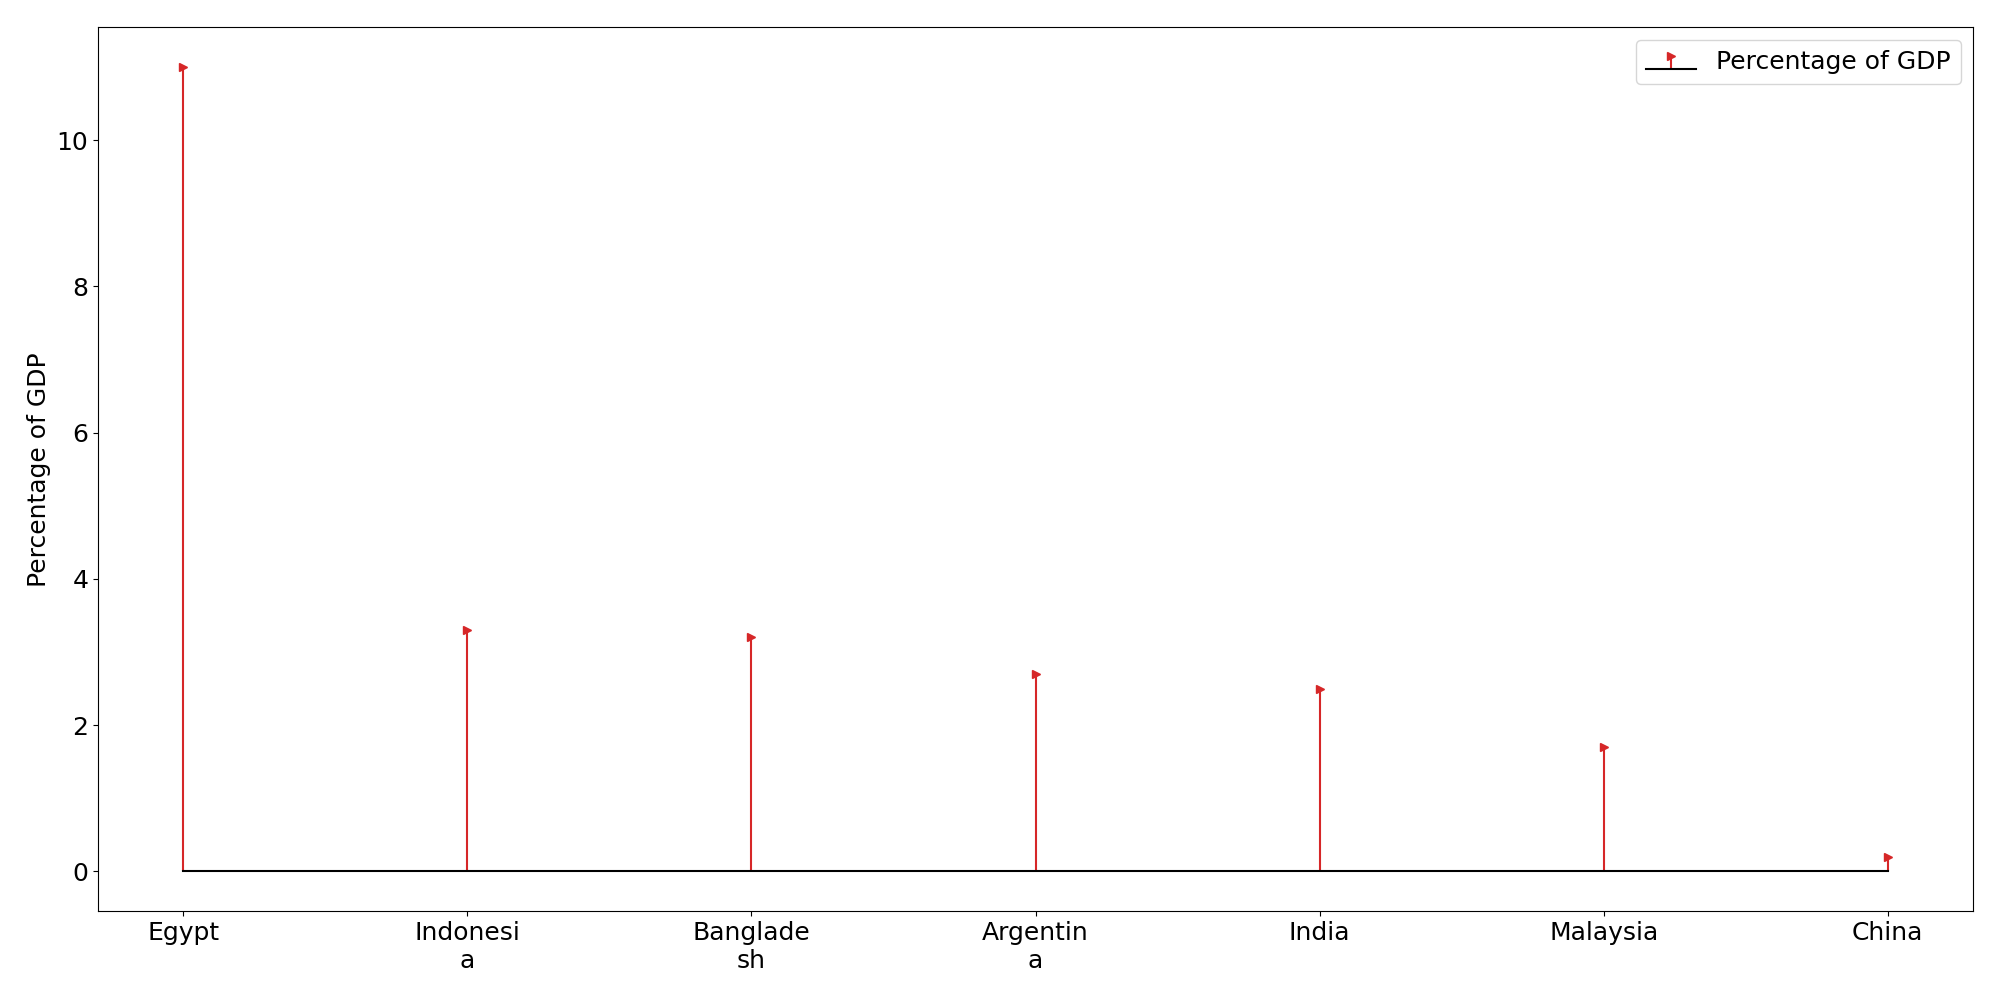 Percentage of GDP
10
8
6
4
2
0
Percentage of GDP
Egypt
Indonesi
a
Banglade
sh
Argentin
a
India
Malaysia
China